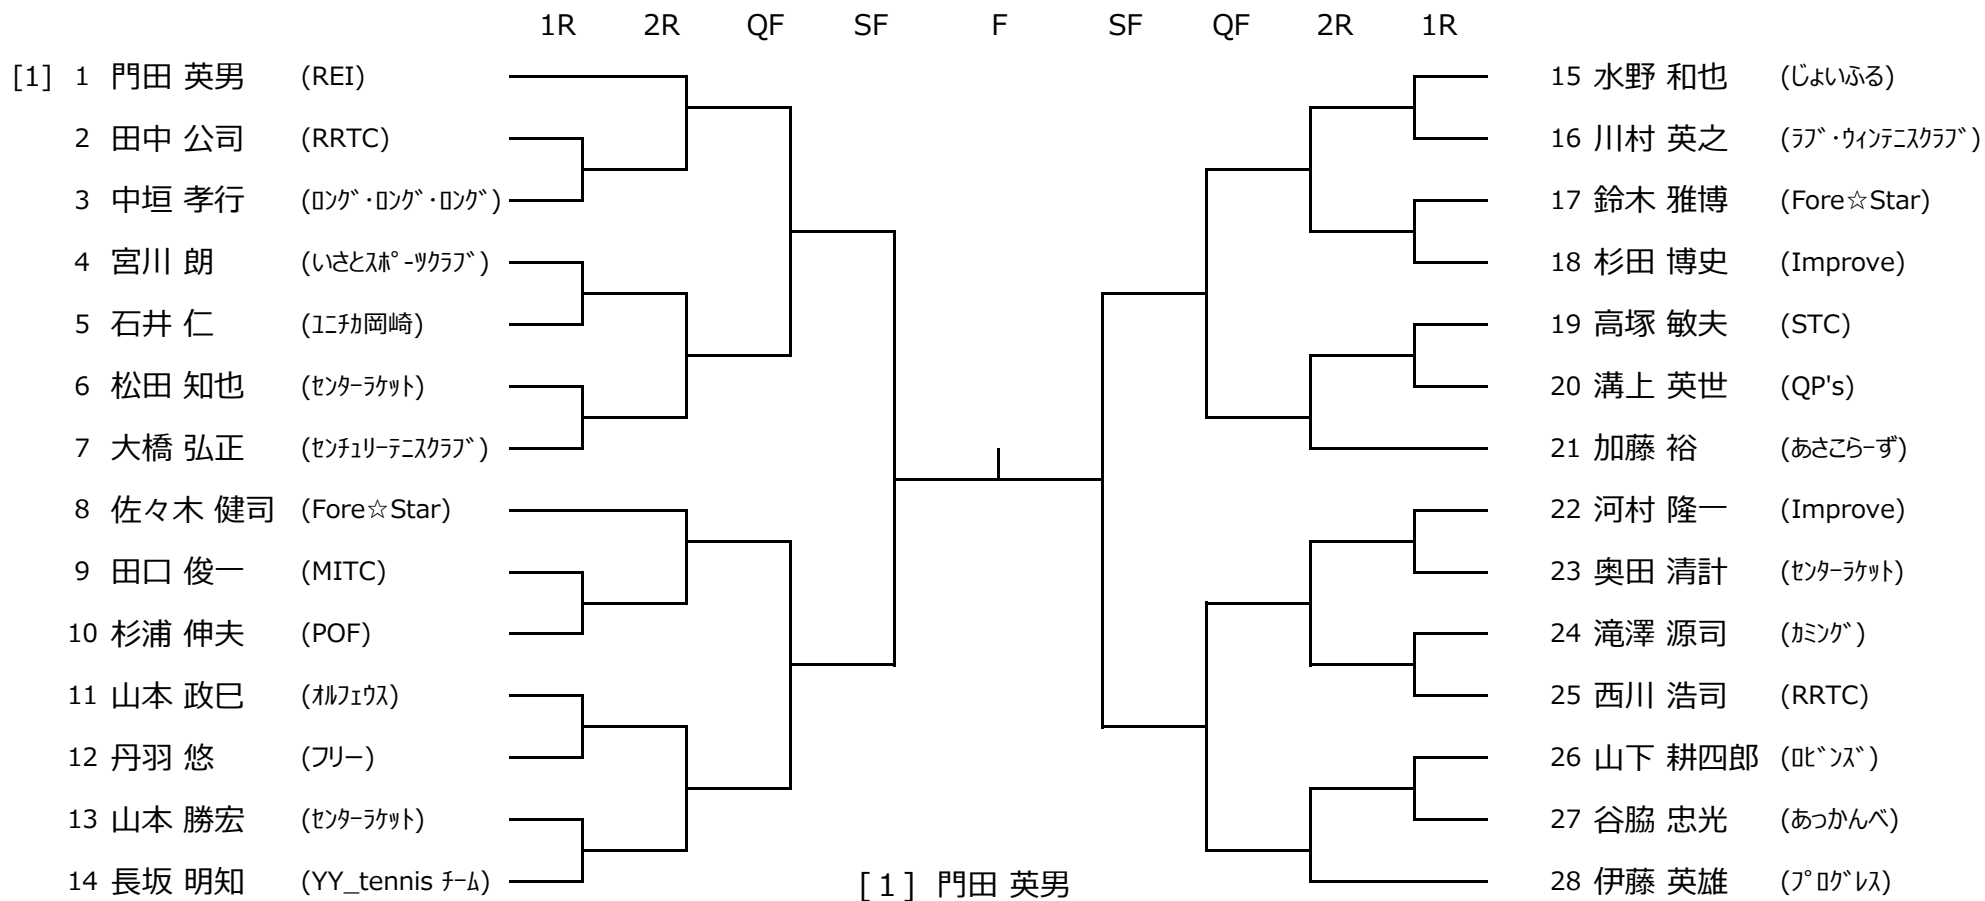 1R 2R QF SF F SF QF 2R 1R
[1] 1 門田 英男 (REI) 15 水野 和也 (じょいふる)
2 田中 公司 (RRTC) 16 川村 英之 (ﾗﾌﾞ・ｳｨﾝﾃﾆｽｸﾗﾌﾞ)
3 中垣 孝行 (ﾛﾝｸﾞ・ﾛﾝｸﾞ・ﾛﾝｸﾞ) 17 鈴木 雅博 (Fore☆Star)
4 宮川 朗 (いさとｽﾎﾟｰﾂｸﾗﾌﾞ) 18 杉田 博史 (Improve)
5 石井 仁 (ﾕﾆﾁｶ岡崎) 19 高塚 敏夫 (STC)
6 松田 知也 (ｾﾝﾀｰﾗｹｯﾄ) 20 溝上 英世 (QP's)
7 大橋 弘正 (ｾﾝﾁｭﾘｰﾃﾆｽｸﾗﾌﾞ) 21 加藤 裕 (あさこらーず)
8 佐々木 健司 (Fore☆Star) 22 河村 隆一 (Improve)
9 田口 俊一 (MITC) 23 奥田 清計 (ｾﾝﾀｰﾗｹｯﾄ)
10 杉浦 伸夫 (POF) 24 滝澤 源司 (ｶﾐﾝｸﾞ)
11 山本 政巳 (ｵﾙﾌｪｳｽ) 25 西川 浩司 (RRTC)
12 丹羽 悠 (フリー) 26 山下 耕四郎 (ﾛﾋﾞﾝｽﾞ)
13 山本 勝宏 (ｾﾝﾀｰﾗｹｯﾄ) 27 谷脇 忠光 (あっかんべ)
14 長坂 明知 (YY_tennis ﾁｰﾑ) 28 伊藤 英雄 (ﾌﾟﾛｸﾞﾚｽ)
[１] 門田 英男